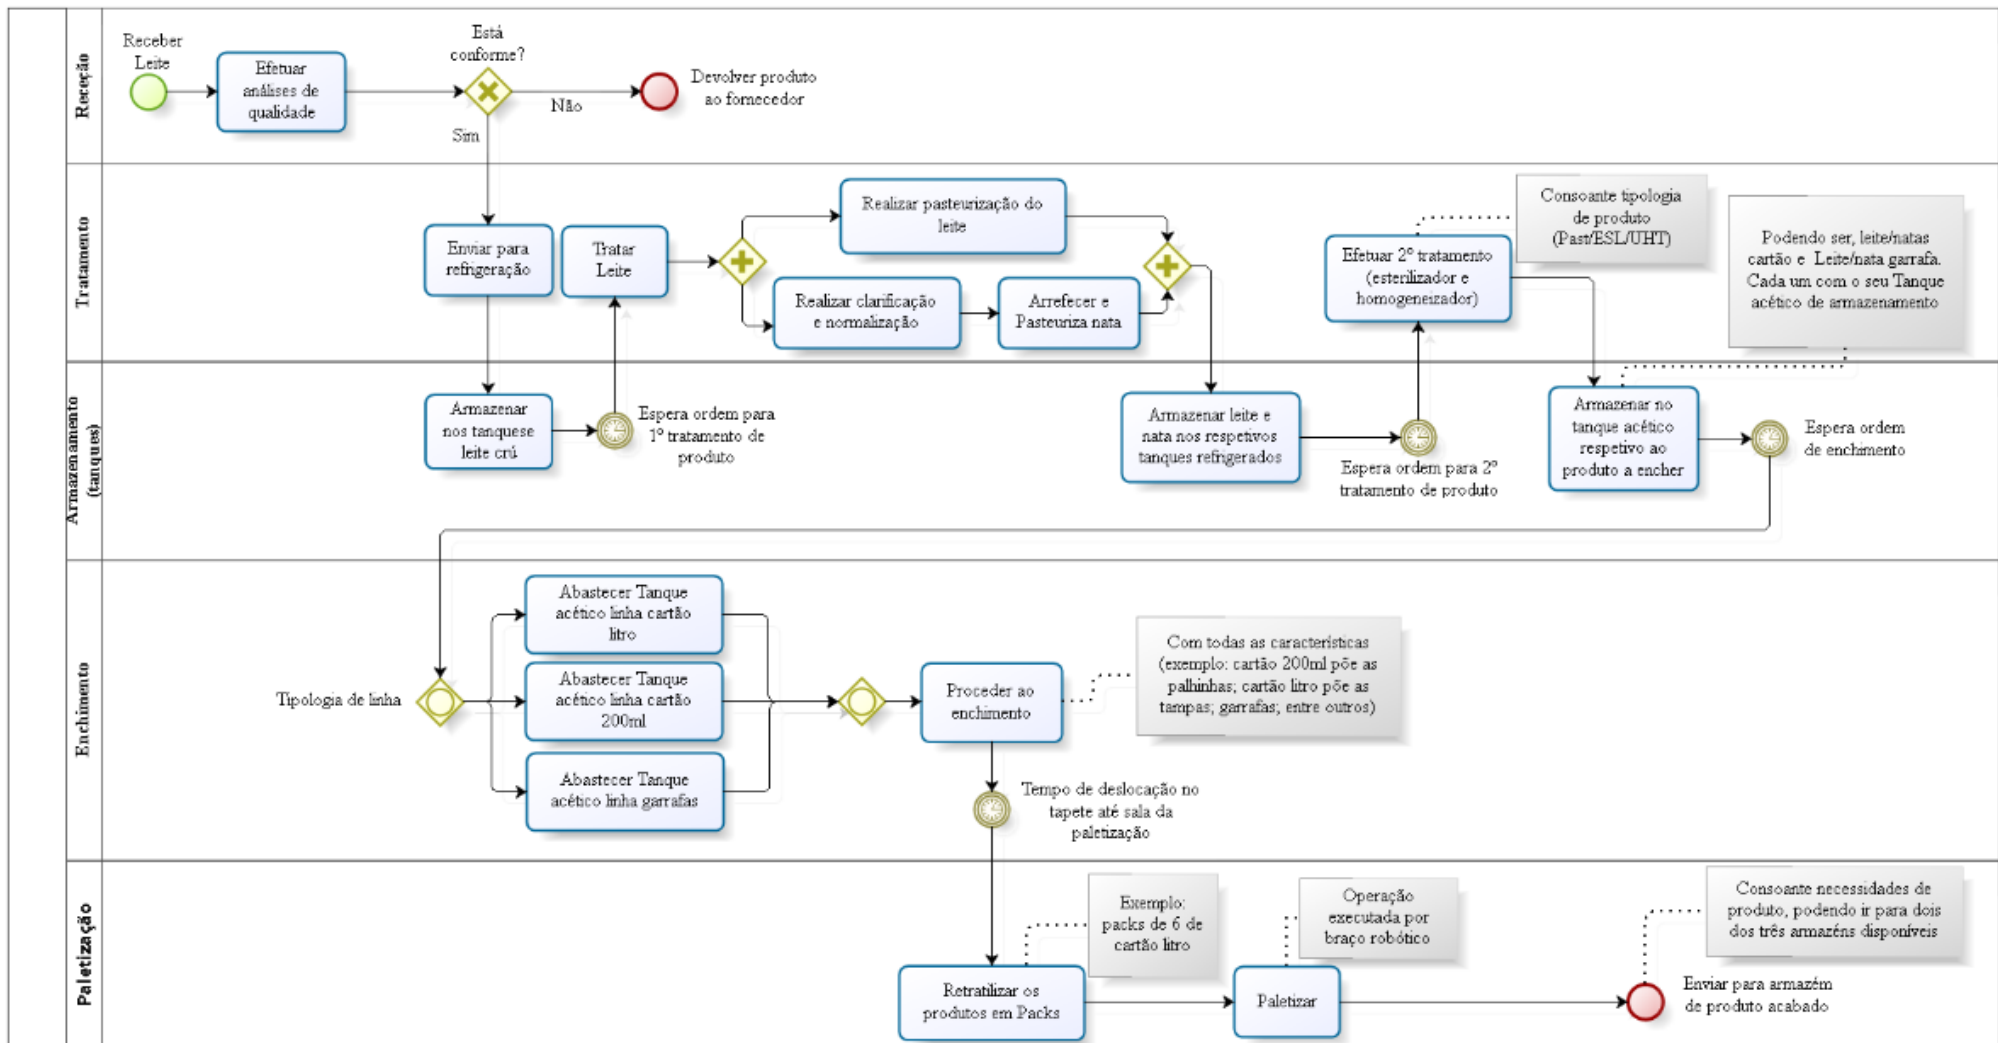 Receção
Receber
Leite
Efetuar
análises de
qualidade
Está
conforme?
Não
Sim
Devolver produto
ao fornecedor
Tratamento
Enviar para
refrigeração
Tratar
Leite
Realizar pasteurização do
leite
Realizar clarificação
e normalização
Arrefecer e
Pasteuriza nata
Efetuar 2º tratamento
(esterilizador e
homogeneizador)
Consoante tipologia
de produto
(Past/ESL/UHT)
Podendo ser, leite/natas
cartão e Leite/nata garrafa.
Cada um com o seu Tanque
acético de armazenamento
Armazenamento
(tanques)
Armazenar
nos tanquese
leite crú
Espera ordem para
1º tratamento de
produto
Armazenar leite e
nata nos respetivos
tanques refrigerados
Espera ordem para 2º
tratamento de produto
Armazenar no
tanque acético
respetivo ao
produto a encher
Espera ordem
de enchimento
Enchimento
Tipologia de linha
Abastecer Tanque
acético linha cartão
litro
Abastecer Tanque
acético linha cartão
200ml
Abastecer Tanque
acético linha garrafas
Proceder ao
enchimento
Com todas as características
(exemplo: cartão 200ml põe as
palhinhas; cartão litro põe as
tampas; garrafas; entre outros)
Tempo de deslocação no
tapete até sala da
paletização
Paletização
Retratilizar os
produtos em Packs
Exemplo:
packs de 6 de
cartão litro
Paletizar
Operação
executada por
braço robótico
Consoante necessidades de
produto, podendo ir para dois
dos três armazéns disponíveis
Enviar para armazém
de produto acabado